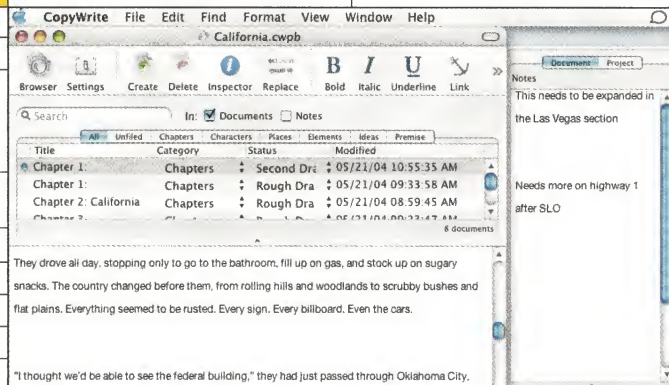 CopyWrite File Edit Find Format View Window Help
California.cwpb
Browser Settings Create Delete Inspector Replace Bold Italic Underline Link
B I U
Search In: Documents Notes
All Unfiled Chapters Characters Places Elements Ideas Premise
Title Category Status Modified
Chapter 1: Chapters Second Dra 05/21/04 10:55:35 AM
Chapter 1: Chapters Rough Dra 05/21/04 09:33:58 AM
Chapter 2: California Chapters Rough Dra 05/21/04 08:59:45 AM
8 documents
They drove all day, stopping only to go to the bathroom, fill up on gas, and stock up on sugary
snacks. The country changed before them, from rolling hills and woodlands to scrubby bushes and
flat plains. Everything seemed to be rusted. Every sign. Every billboard. Even the cars.
"I thought we'd be able to see the federal building," they had just passed through Oklahoma City.
Document Project
Notes
This needs to be expanded in
the Las Vegas section
Needs more on highway 1
after SLO